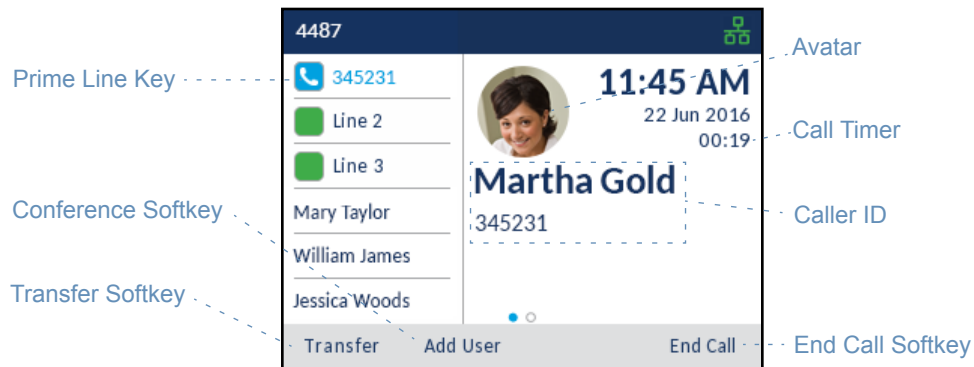 4487
Avatar
Prime Line Key
345231
11:45 AM
22 Jun 2016
Line 2
00:19
Call Timer
Line 3
Martha Gold
Conference Softkey
Mary Taylor
345231
Caller ID
William James
Transfer Softkey
Jessica Woods
Transfer
Add User
End Call
End Call Softkey